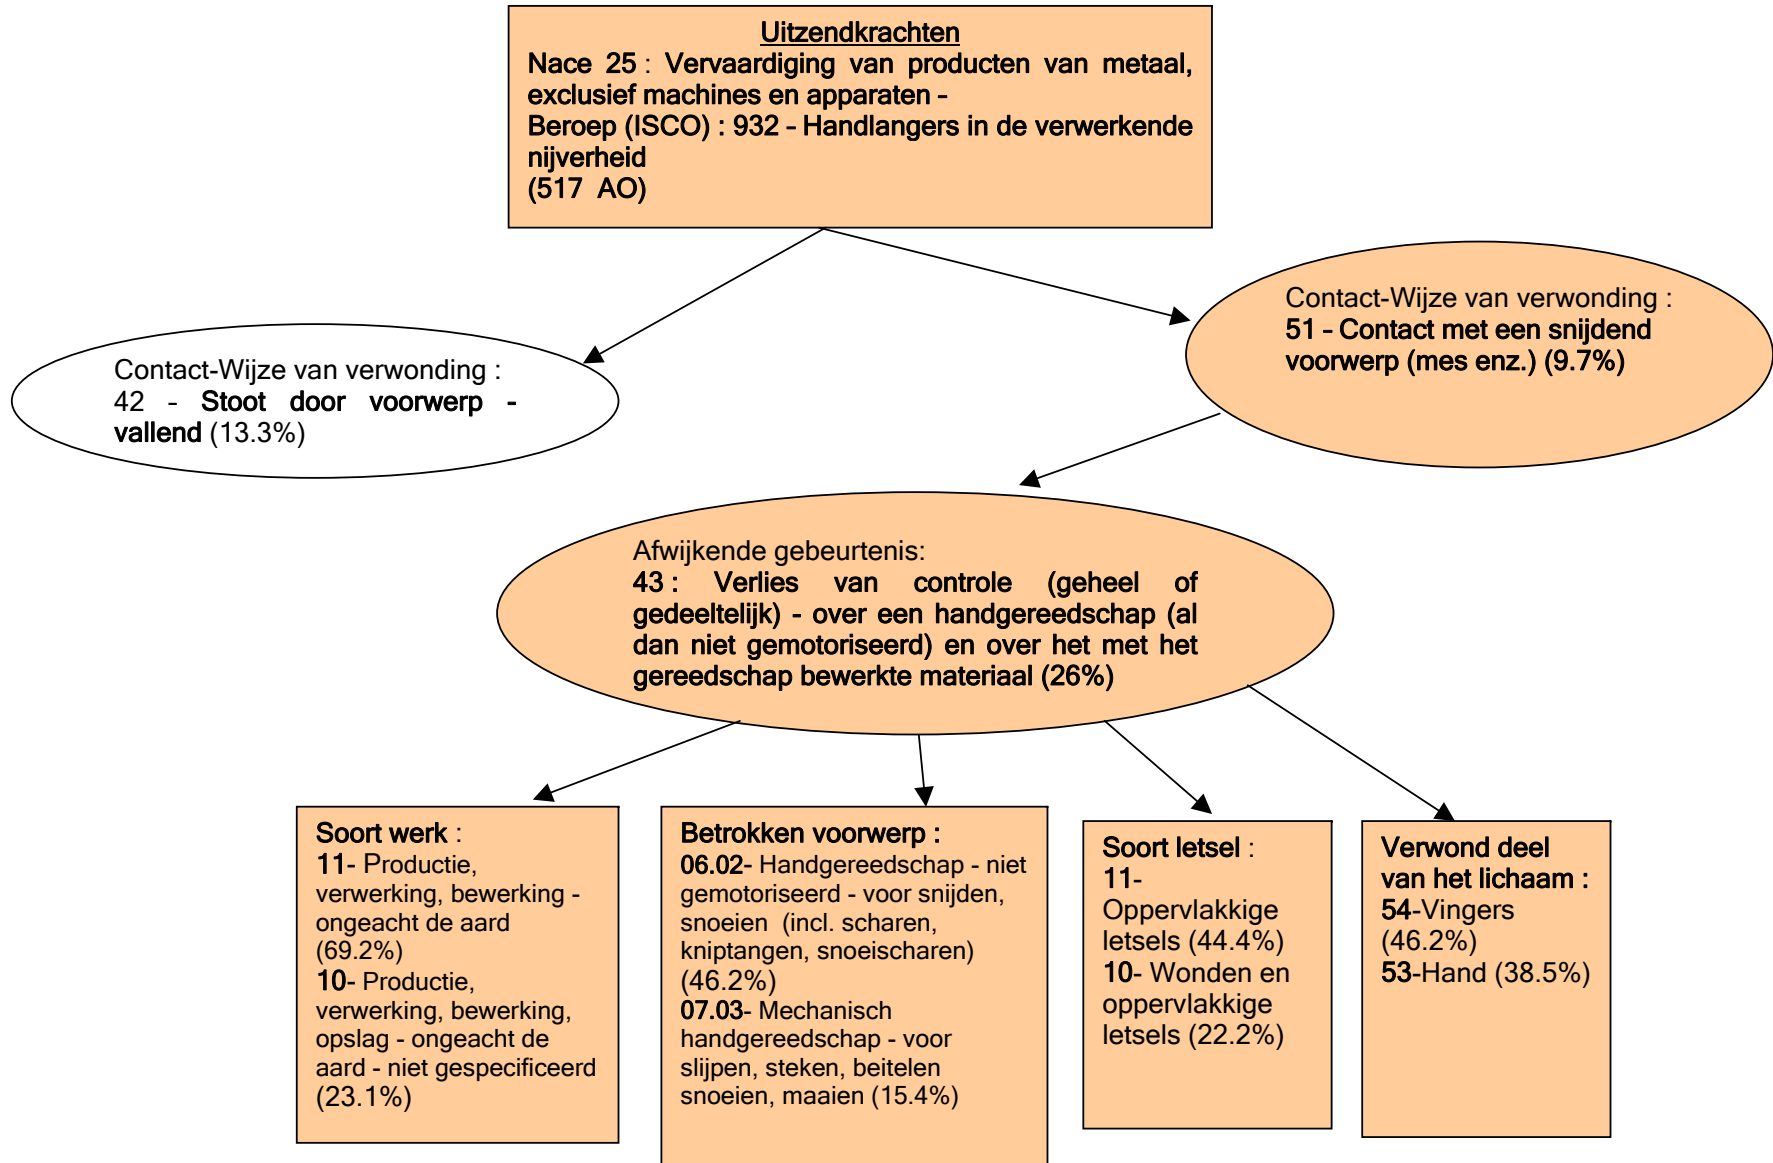 Uitzendkrachten
Nace 25 : Vervaardiging van producten van metaal,
exclusief machines en apparaten -
Beroep (ISCO) : 932 - Handlangers in de verwerkende
nijverheid
(517 AO)
Contact-Wijze van verwonding :
51 - Contact met een snijdend
voorwerp (mes enz.) (9.7%)
Contact-Wijze van verwonding :
42 - Stoot door voorwerp -
vallend (13.3%)
Afwijkende gebeurtenis:
43 : Verlies van controle (geheel of
gedeeltelijk) - over een handgereedschap (al
dan niet gemotoriseerd) en over het met het
gereedschap bewerkte materiaal (26%)
Soort werk :
11- Productie,
verwerking, bewerking -
ongeacht de aard
(69.2%)
10- Productie,
verwerking, bewerking,
opslag - ongeacht de
aard - niet gespecificeerd
(23.1%)
Betrokken voorwerp :
06.02- Handgereedschap - niet
gemotoriseerd - voor snijden,
snoeien (incl. scharen,
kniptangen, snoeischaren)
(46.2%)
07.03- Mechanisch
handgereedschap - voor
slijpen, steken, beitelen
snoeien, maaien (15.4%)
Soort letsel :
11-
Oppervlakkige
letsels (44.4%)
10- Wonden en
oppervlakkige
letsels (22.2%)
Verwond deel
van het lichaam :
54-Vingers
(46.2%)
53-Hand (38.5%)